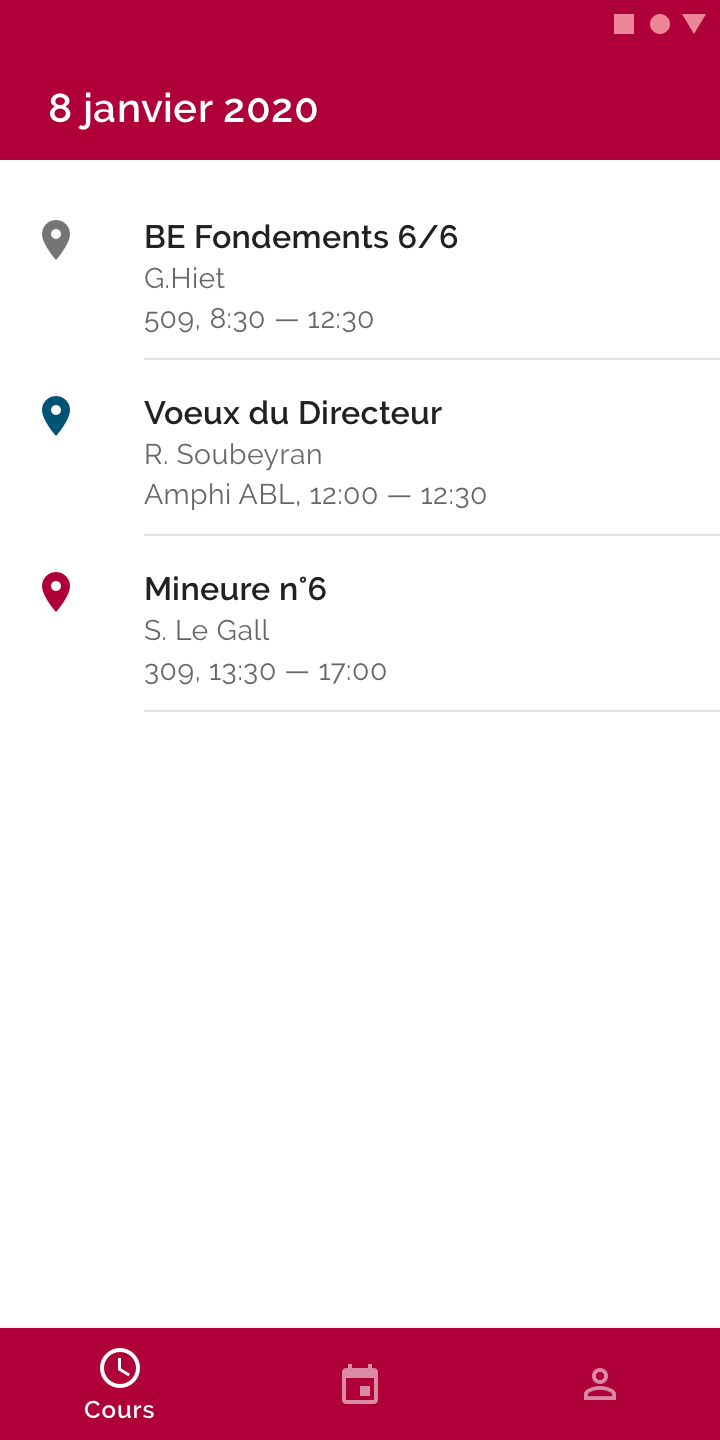 8 janvier 2020
BE Fondements 6/6
G.Hiet
509, 8:30 — 12:30
Voeux du Directeur
R. Soubeyran
Amphi ABL, 12:00 — 12:30
Mineure n°6
S. Le Gall
309, 13:30 — 17:00
Cours